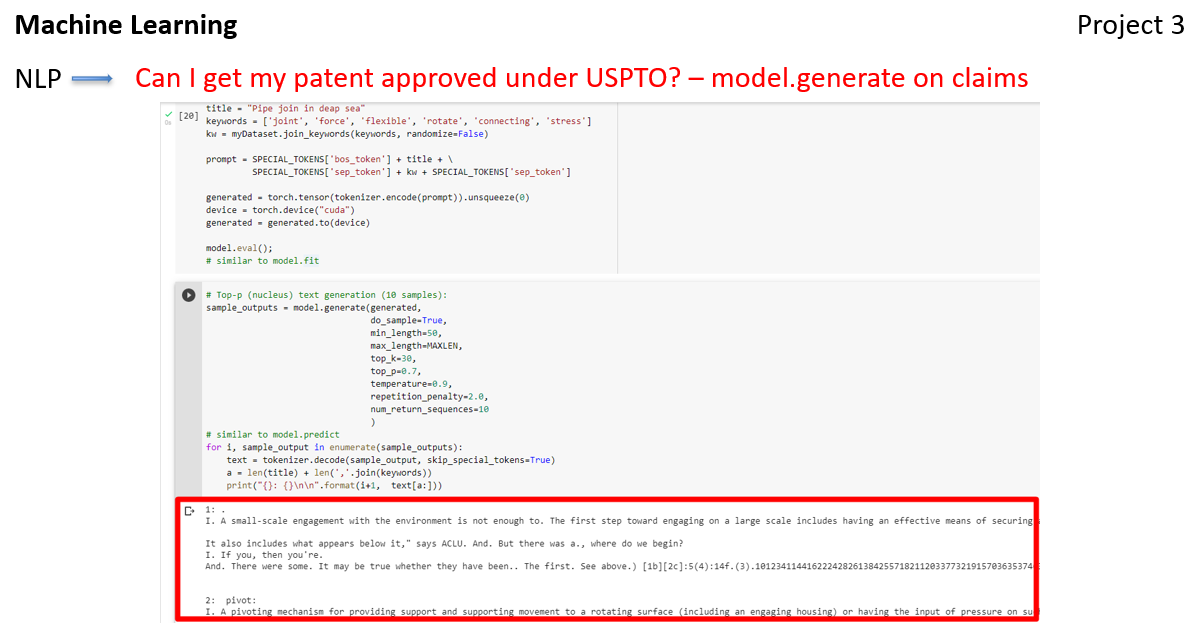 Machine Learning
Project 3
NLP
Can I get my patent approved under USPTO? – model.generate on claims
[20]
title = "Pipe join in deap sea"
keywords = ['joint', 'force', 'flexible', 'rotate', 'connecting', 'stress']
kw = myDataset.join_keywords(keywords, randomize=False)
prompt = SPECIAL_TOKENS['bos_token'] + title + \
SPECIAL_TOKENS['sep_token'] + kw + SPECIAL_TOKENS['sep_token']
generated = torch.tensor(tokenizer.encode(prompt)).unsqueeze(0)
device = torch.device("cuda")
generated = generated.to(device)
model.eval();
# similar to model.fit
# Top-p (nucleus) text generation (10 samples):
sample_outputs = model.generate(generated,
do_sample=True,
min_length=50,
max_length=MAXLEN,
top_k=30,
top_p=0.7,
temperature=0.9,
repetition_penalty=2.0,
num_return_sequences=10
)
# similar to model.predict
for i, sample_output in enumerate(sample_outputs):
text = tokenizer.decode(sample_output, skip_special_tokens=True)
a = len(title) + len(','.join(keywords))
print("{}: {}\n\n".format(i+1, text[a:]))
1: .
I. A small-scale engagement with the environment is not enough to. The first step toward engaging on a large scale includes having an effective means of securing
It also includes what appears below it," says ACLU. And. But there was a., where do we begin?
I. If you, then you're.
And. There were some. It may be true whether they have been.. The first. See above.) [1b][2c]:5(4):14f.(3).
2: pivot:
I. A pivoting mechanism for providing support and supporting movement to a rotating surface (including an engaging housing) or having the input of pressure on